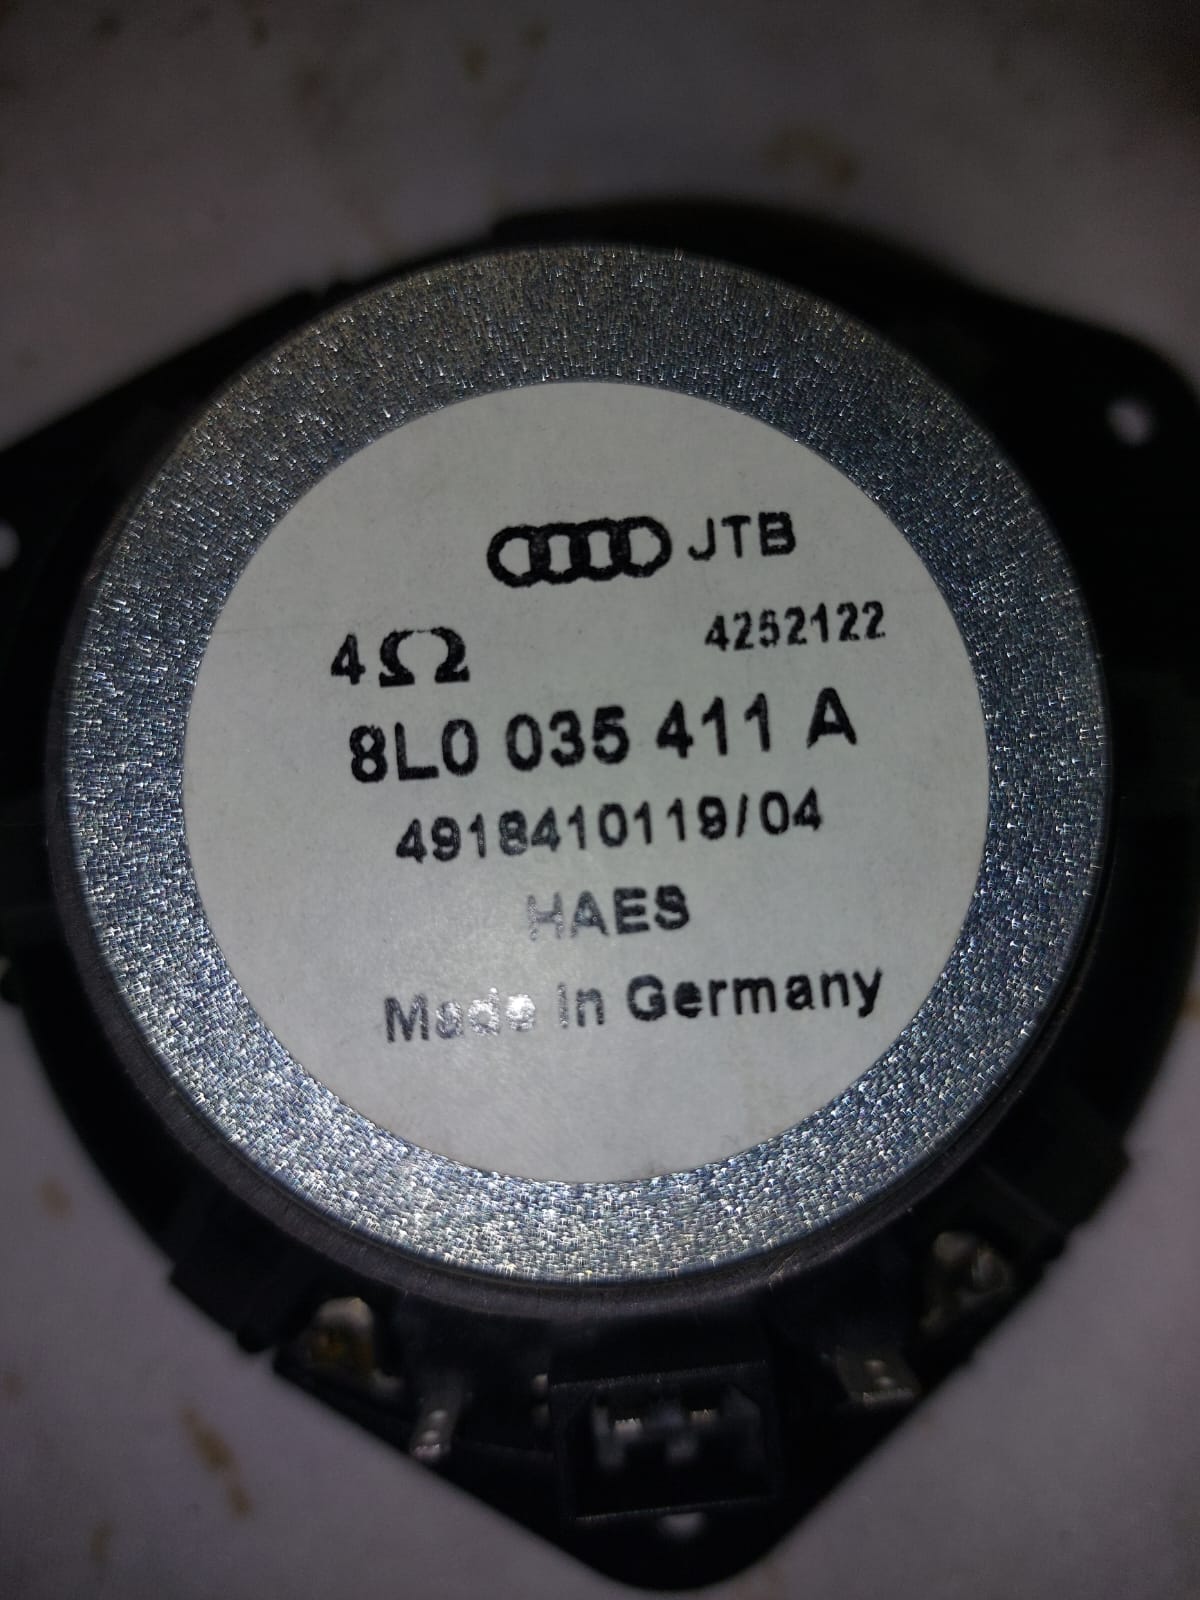 JTB
4Ω 4252122
8L0 035 411 A
4918410119/04
HAES
Made in Germany